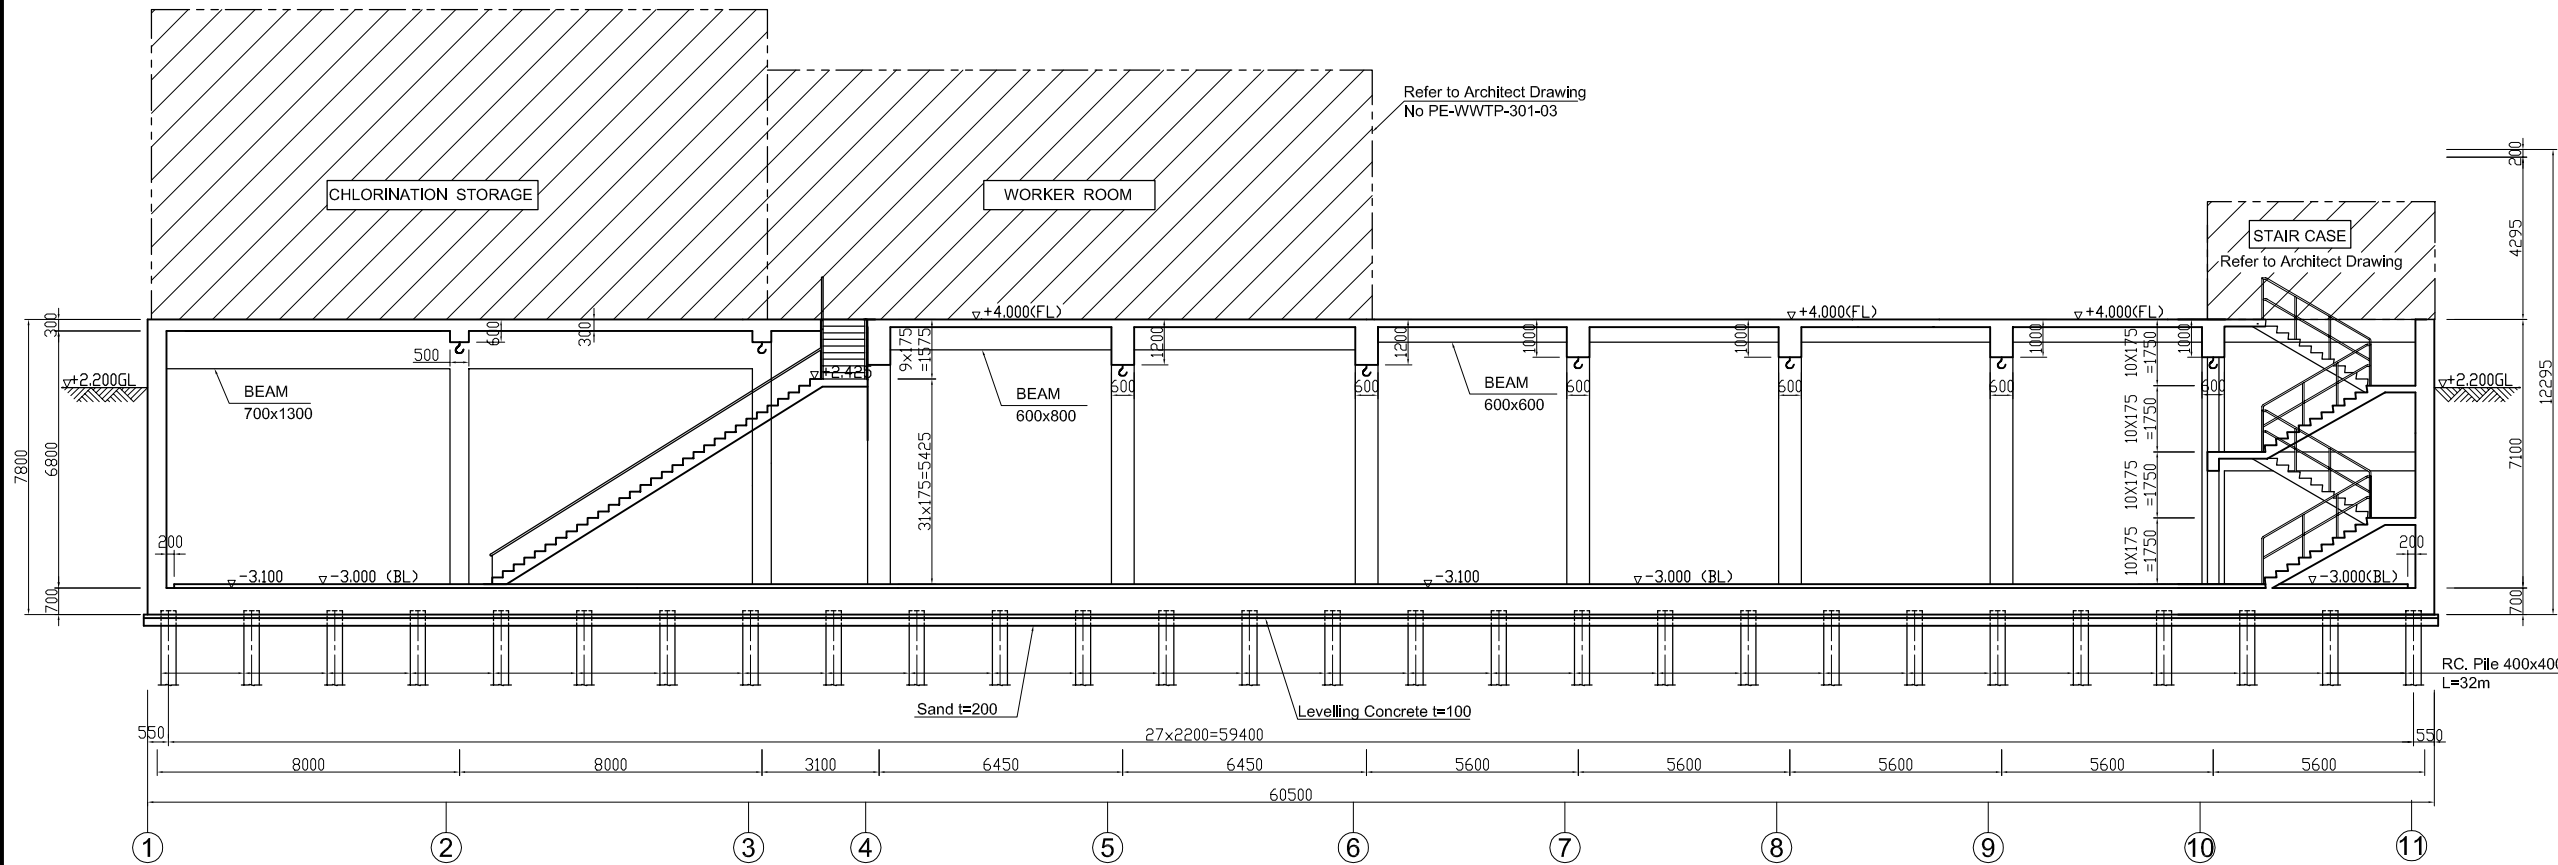 Refer to Architect Drawing
No PE-WWTP-301-03
CHLORINATION STORAGE
WORKER ROOM
STAIR CASE
Refer to Architect Drawing
200
4295
12295
7100
700
300
6800
700
7800
+2.200GL
+2.200GL
+4.000(FL)
+4.000(FL)
+4.000(FL)
600
300
500
BEAM
700x1300
+2.425
9x175
=1575
31x175=5425
BEAM
600x800
1200
600
1200
600
BEAM
600x600
1000
600
1000
600
1000
600
1000
600
10X175
=1750
10X175
=1750
10X175
=1750
10X175
=1750
200
200
-3.100
-3.000 (BL)
-3.100
-3.000 (BL)
-3.000(BL)
RC. Pile 400x400
L=32m
Sand t=200
Levelling Concrete t=100
550
27x2200=59400
550
8000
8000
3100
6450
6450
5600
5600
5600
5600
5600
60500
1
2
3
4
5
6
7
8
9
10
11